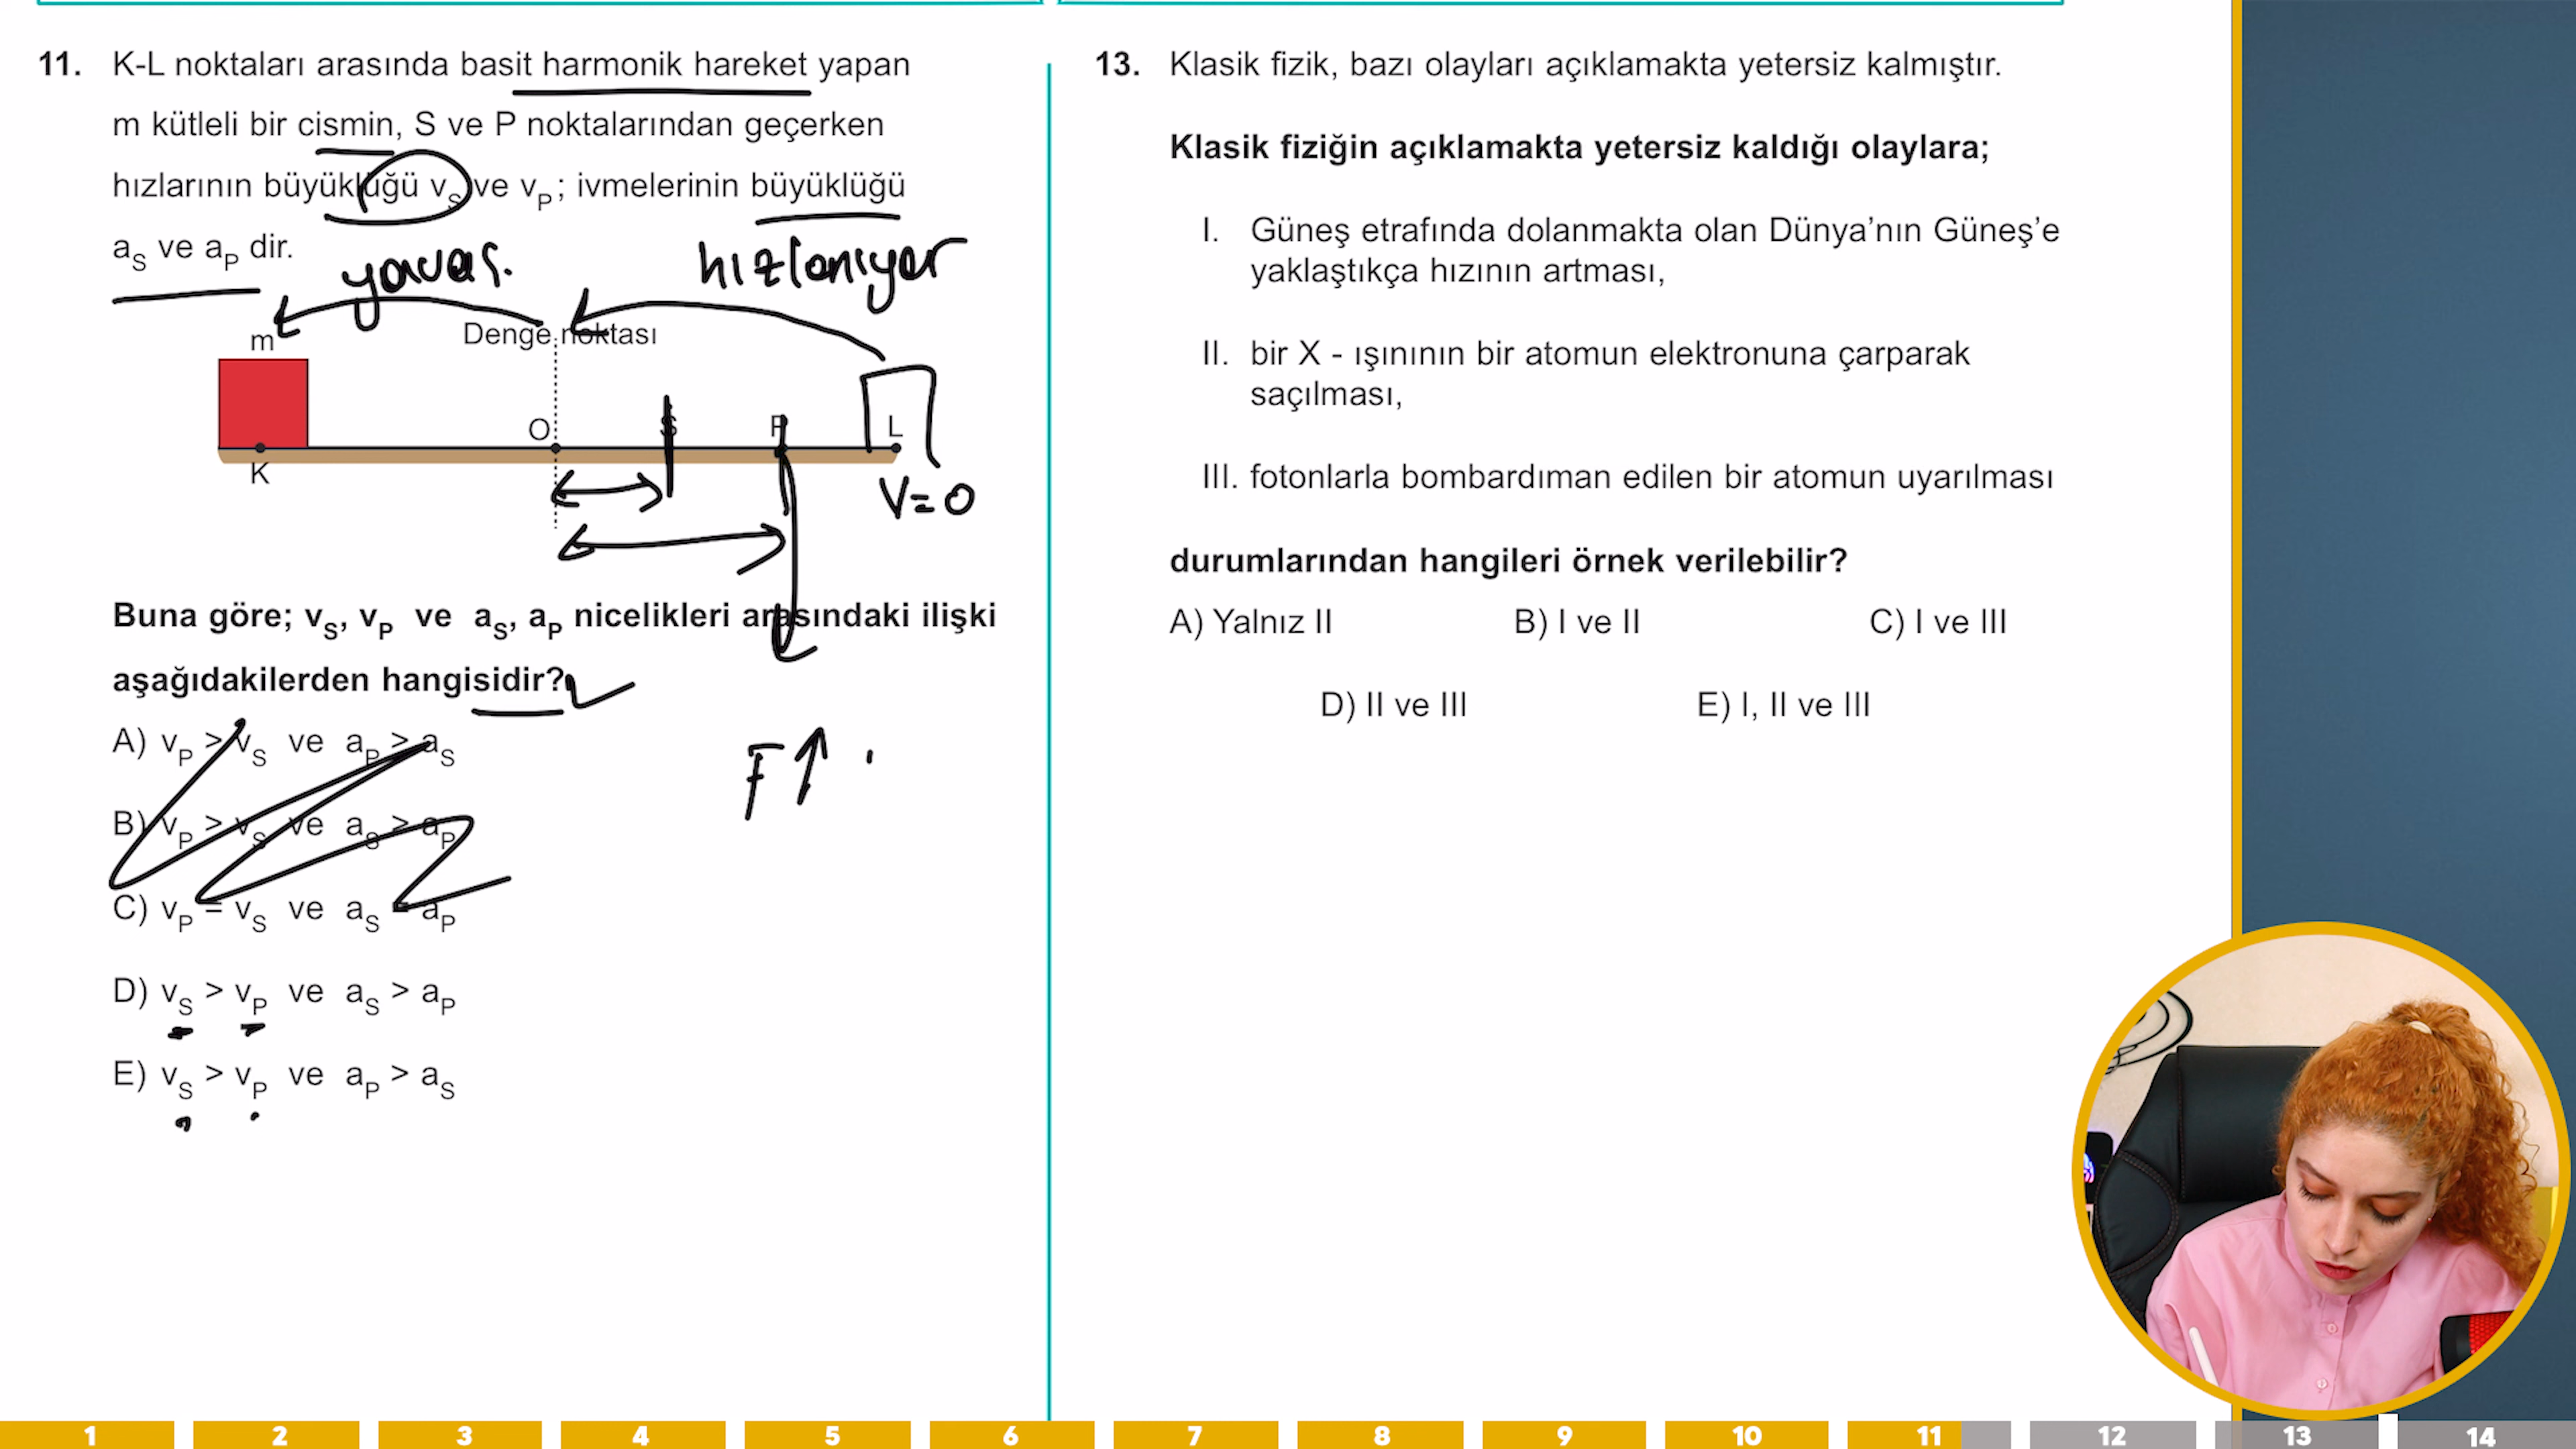 11. K-L noktaları arasında basit harmonik hareket yapan
m kütleli bir cismin, S ve P noktalarından geçerken
hızlarının büyüklüğü vS ve vP; ivmelerinin büyüklüğü
aS ve aP dir.
yavaş.
hızlanıyor
m
Denge noktası
O
S
P
L
K
V=0
Buna göre; vS, vP ve aS, aP nicelikleri arasındaki ilişki
aşağıdakilerden hangisidir?
A) vP > vS ve aP > aS
F↑
B) vP > vS ve aS > aP
C) vP = vS ve aS = aP
D) vS > vP ve aS > aP
E) vS > vP ve aP > aS
13. Klasik fizik, bazı olayları açıklamakta yetersiz kalmıştır.
Klasik fiziğin açıklamakta yetersiz kaldığı olaylara;
I. Güneş etrafında dolanmakta olan Dünya’nın Güneş’e
yaklaştıkça hızının artması,
II. bir X - ışınının bir atomun elektronuna çarparak
saçılması,
III. fotonlarla bombardıman edilen bir atomun uyarılması
durumlarından hangileri örnek verilebilir?
A) Yalnız II B) I ve II C) I ve III
D) II ve III E) I, II ve III
1 2 3 4 5 6 7 8 9 10 11 12 13 14